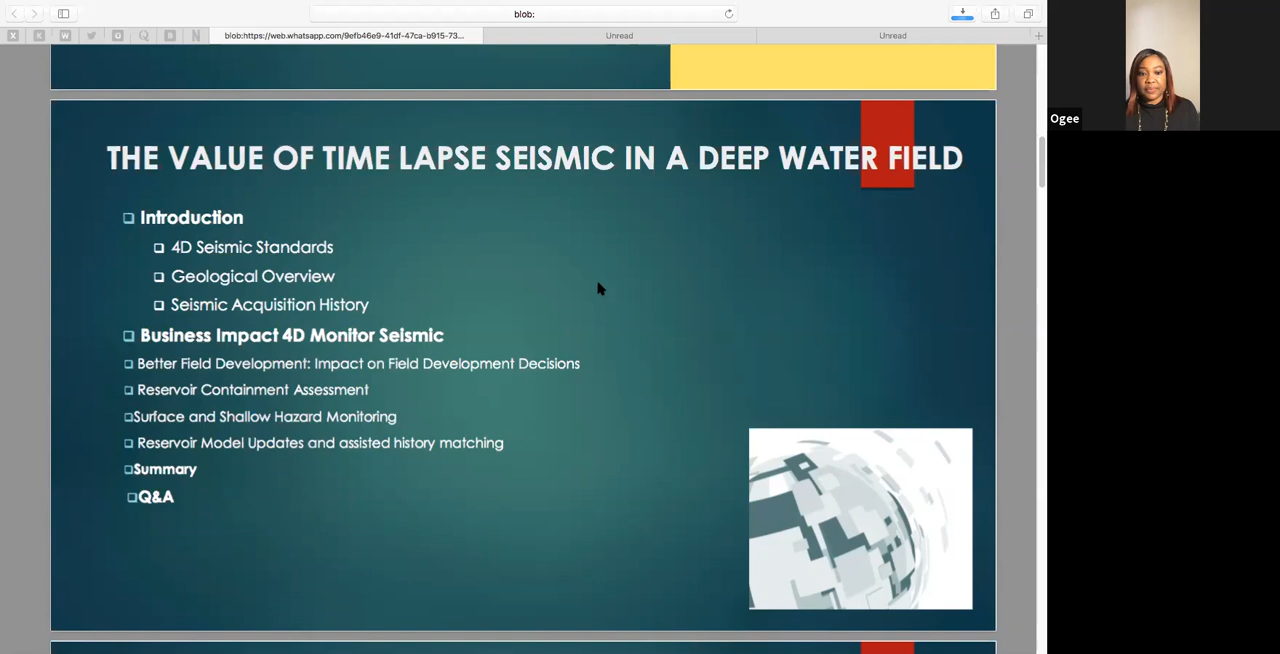 blob:
blob:https://web.whatsapp.com/9efb46e9-41df-47ca-b915-73...
Unread
Unread
THE VALUE OF TIME LAPSE SEISMIC IN A DEEP WATER FIELD
Introduction
4D Seismic Standards
Geological Overview
Seismic Acquisition History
Business Impact 4D Monitor Seismic
Better Field Development: Impact on Field Development Decisions
Reservoir Containment Assessment
Surface and Shallow Hazard Monitoring
Reservoir Model Updates and assisted history matching
Summary
Q&A
Ogee